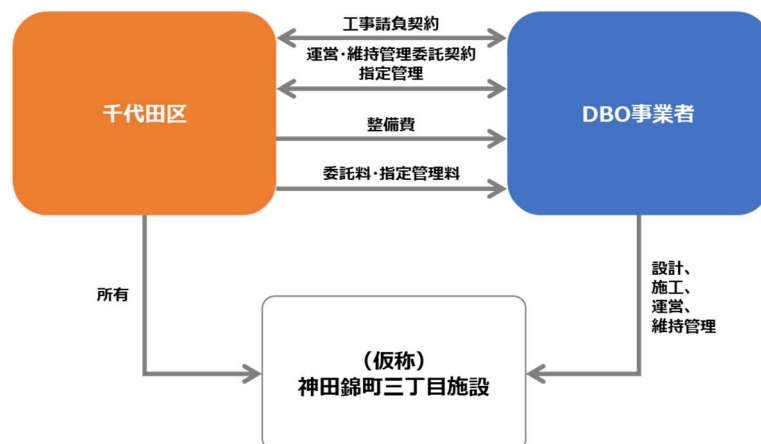 工事請負契約
運営・維持管理委託契約
指定管理
千代田区
DBO事業者
整備費
委託料・指定管理料
所有
設計、
施工、
運営、
維持管理
（仮称）
神田錦町三丁目施設